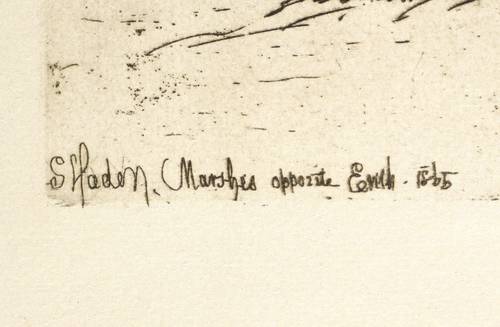 S Haden. Marshes opposite Erith. 1865